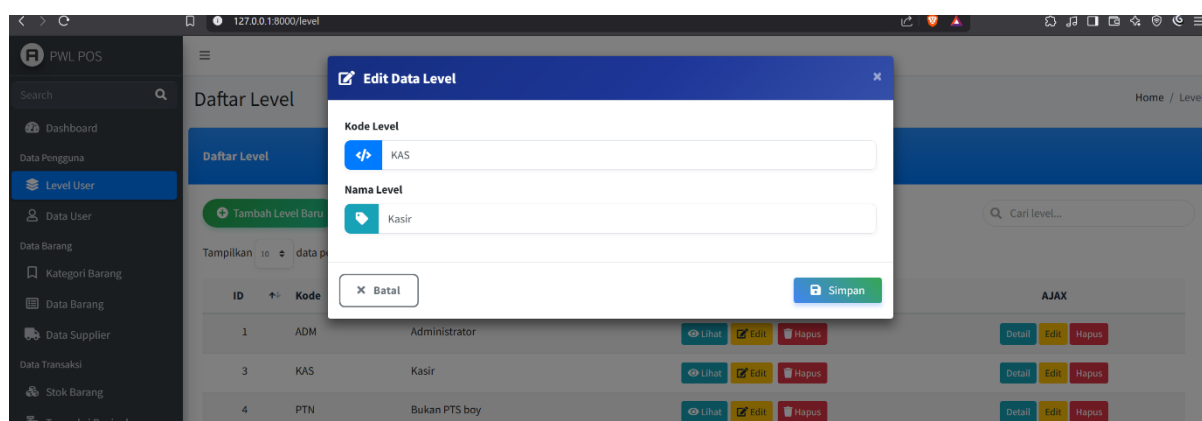 127.0.0.1:8000/level
PWL POS
Search
Dashboard
Data Pengguna
Level User
Data User
Data Barang
Kategori Barang
Data Barang
Data Supplier
Data Transaksi
Stok Barang
Daftar Level
Home / Leve
Daftar Level
Tambah Level Baru
Cari level...
Tampilkan 10 data p
Edit Data Level
×
Kode Level
</> KAS
Nama Level
Kasir
× Batal
Simpan
ID Kode AJAX
1 ADM Administrator Lihat Edit Hapus Detail Edit Hapus
3 KAS Kasir Lihat Edit Hapus Detail Edit Hapus
4 PTN Bukan PTS boy Lihat Edit Hapus Detail Edit Hapus